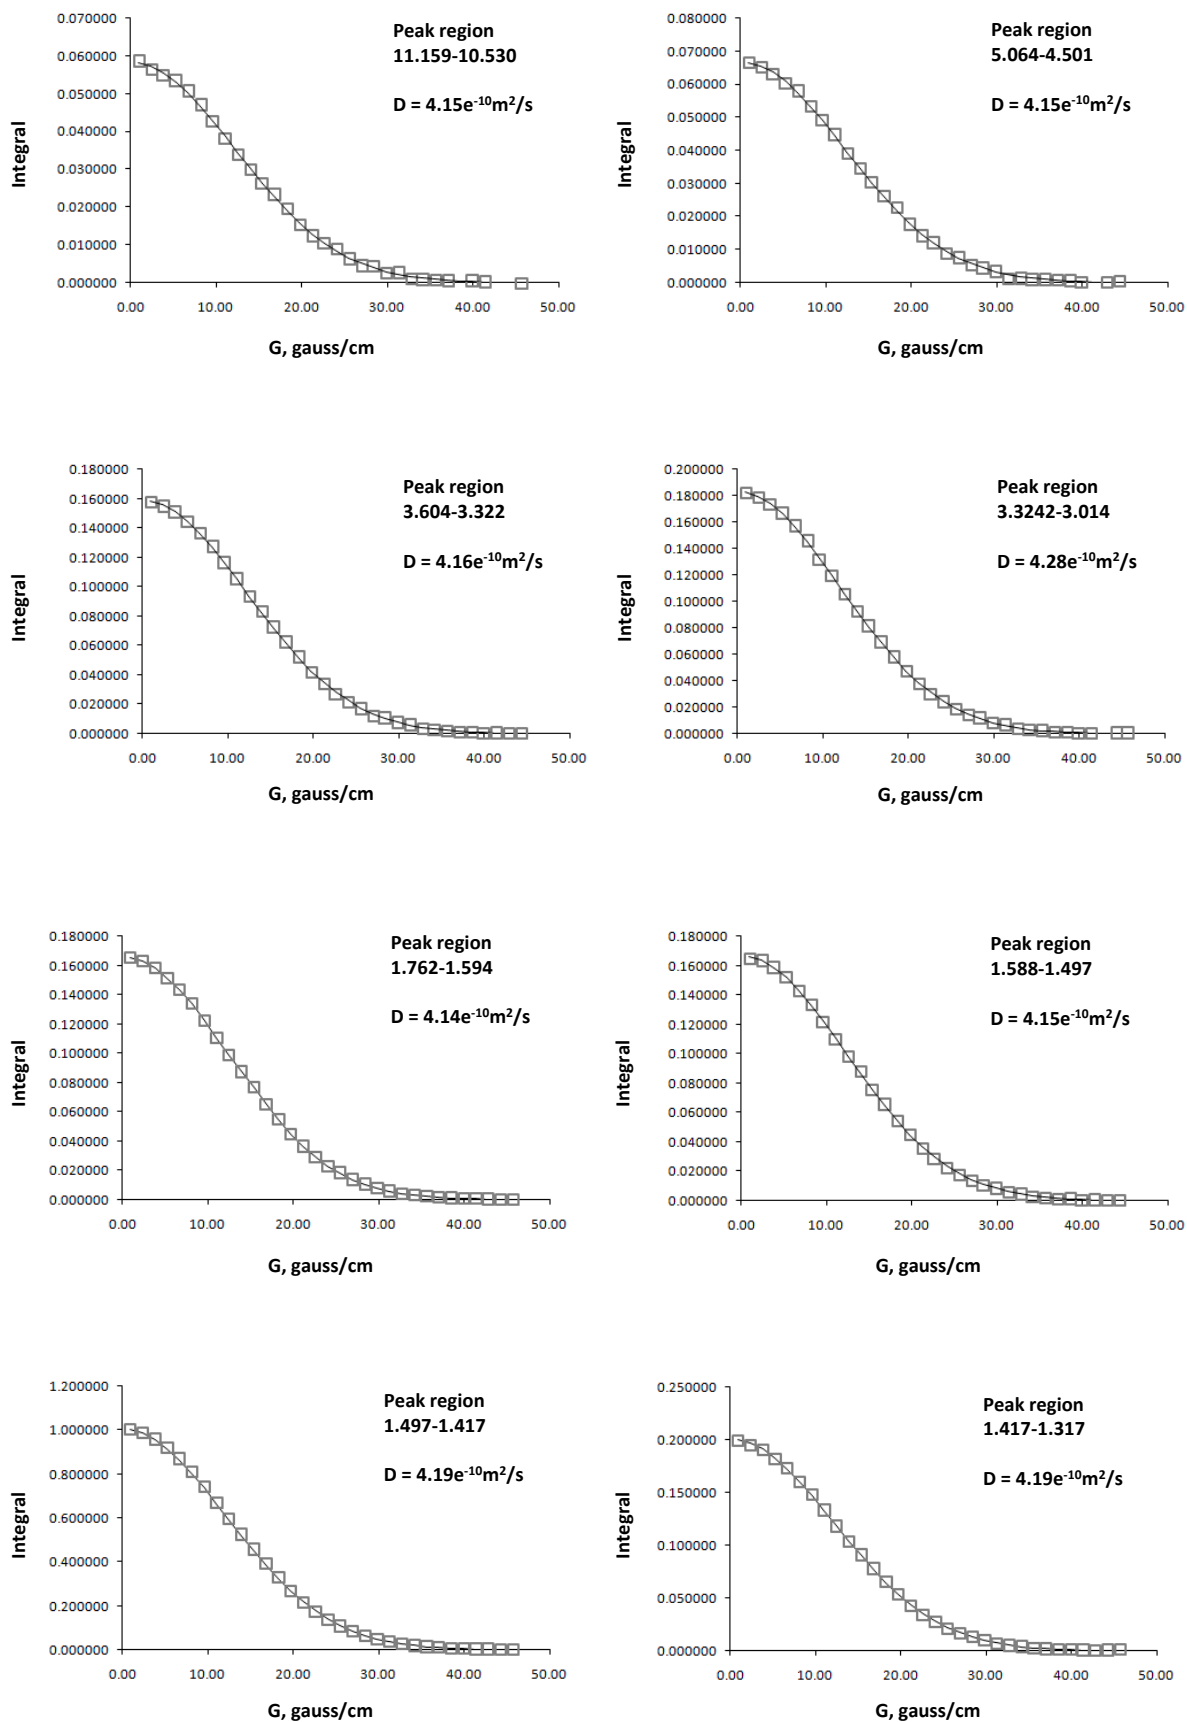 0.070000
0.060000
0.050000
0.040000
0.030000
0.020000
0.010000
0.000000
0.00 10.00 20.00 30.00 40.00 50.00
Integral
G, gauss/cm
Peak region
11.159-10.530
D = 4.15e⁻¹⁰m²/s
0.080000
0.070000
0.060000
0.050000
0.040000
0.030000
0.020000
0.010000
0.000000
0.00 10.00 20.00 30.00 40.00 50.00
Integral
G, gauss/cm
Peak region
5.064-4.501
D = 4.15e⁻¹⁰m²/s
0.180000
0.160000
0.140000
0.120000
0.100000
0.080000
0.060000
0.040000
0.020000
0.000000
0.00 10.00 20.00 30.00 40.00 50.00
Integral
G, gauss/cm
Peak region
3.604-3.322
D = 4.16e⁻¹⁰m²/s
0.200000
0.180000
0.160000
0.140000
0.120000
0.100000
0.080000
0.060000
0.040000
0.020000
0.000000
0.00 10.00 20.00 30.00 40.00 50.00
Integral
G, gauss/cm
Peak region
3.3242-3.014
D = 4.28e⁻¹⁰m²/s
0.180000
0.160000
0.140000
0.120000
0.100000
0.080000
0.060000
0.040000
0.020000
0.000000
0.00 10.00 20.00 30.00 40.00 50.00
Integral
G, gauss/cm
Peak region
1.762-1.594
D = 4.14e⁻¹⁰m²/s
0.180000
0.160000
0.140000
0.120000
0.100000
0.080000
0.060000
0.040000
0.020000
0.000000
0.00 10.00 20.00 30.00 40.00 50.00
Integral
G, gauss/cm
Peak region
1.588-1.497
D = 4.15e⁻¹⁰m²/s
1.200000
1.000000
0.800000
0.600000
0.400000
0.200000
0.000000
0.00 10.00 20.00 30.00 40.00 50.00
Integral
G, gauss/cm
Peak region
1.497-1.417
D = 4.19e⁻¹⁰m²/s
0.250000
0.200000
0.150000
0.100000
0.050000
0.000000
0.00 10.00 20.00 30.00 40.00 50.00
Integral
G, gauss/cm
Peak region
1.417-1.317
D = 4.19e⁻¹⁰m²/s